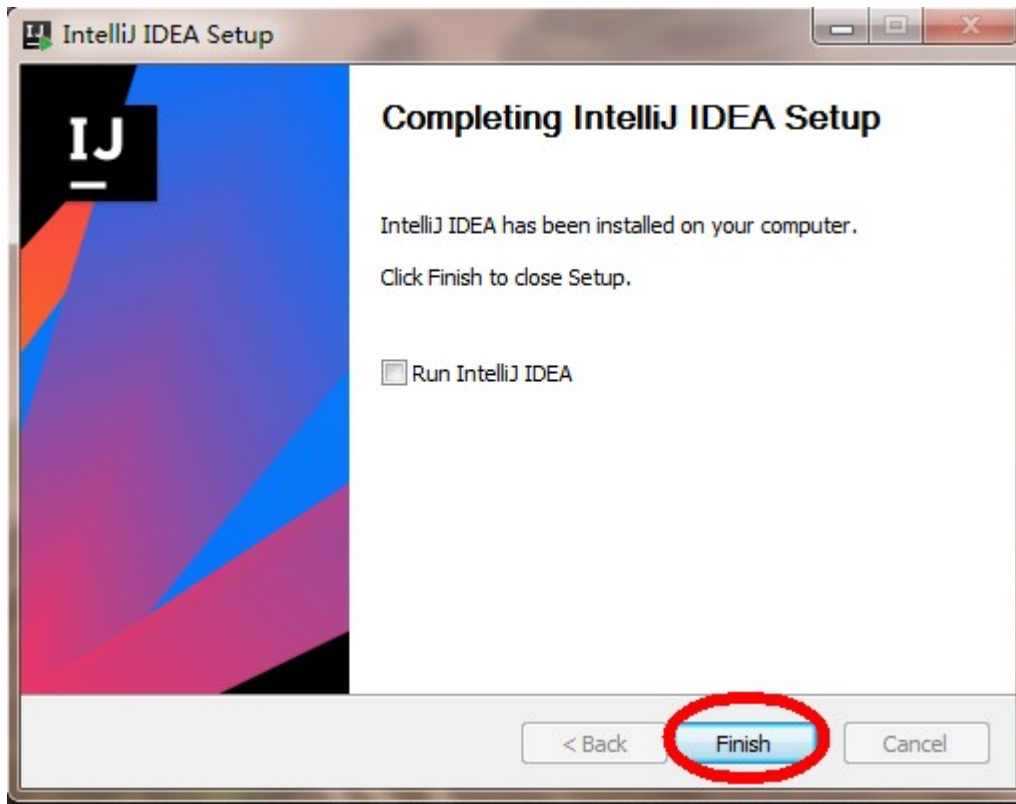 IntelliJ IDEA Setup
IJ
Completing IntelliJ IDEA Setup
IntelliJ IDEA has been installed on your computer.
Click Finish to close Setup.
Run IntelliJ IDEA
< Back Finish Cancel